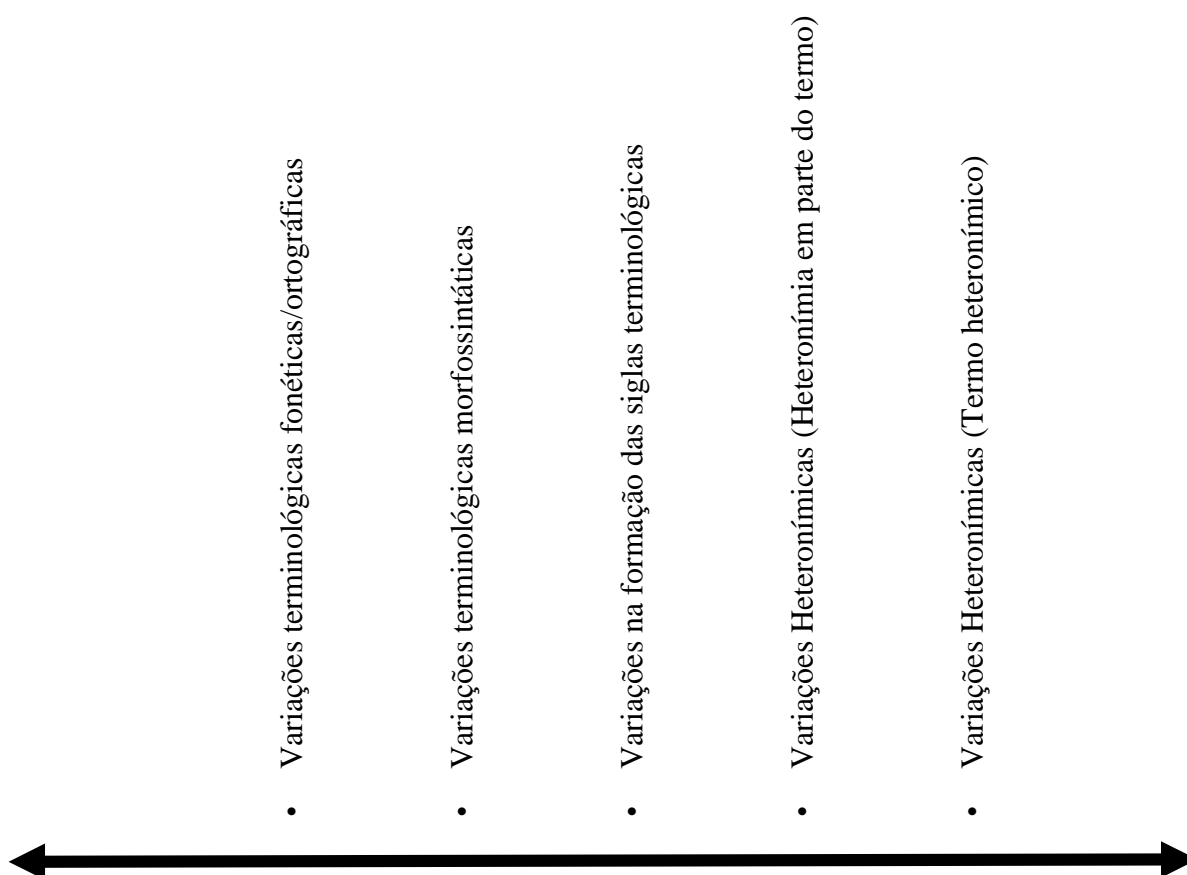 • Variações terminológicas fonéticas/ortográficas
• Variações terminológicas morfossintáticas
• Variações na formação das siglas terminológicas
• Variações Heteronímicas (Heteronímia em parte do termo)
• Variações Heteronímicas (Termo heteronímico)